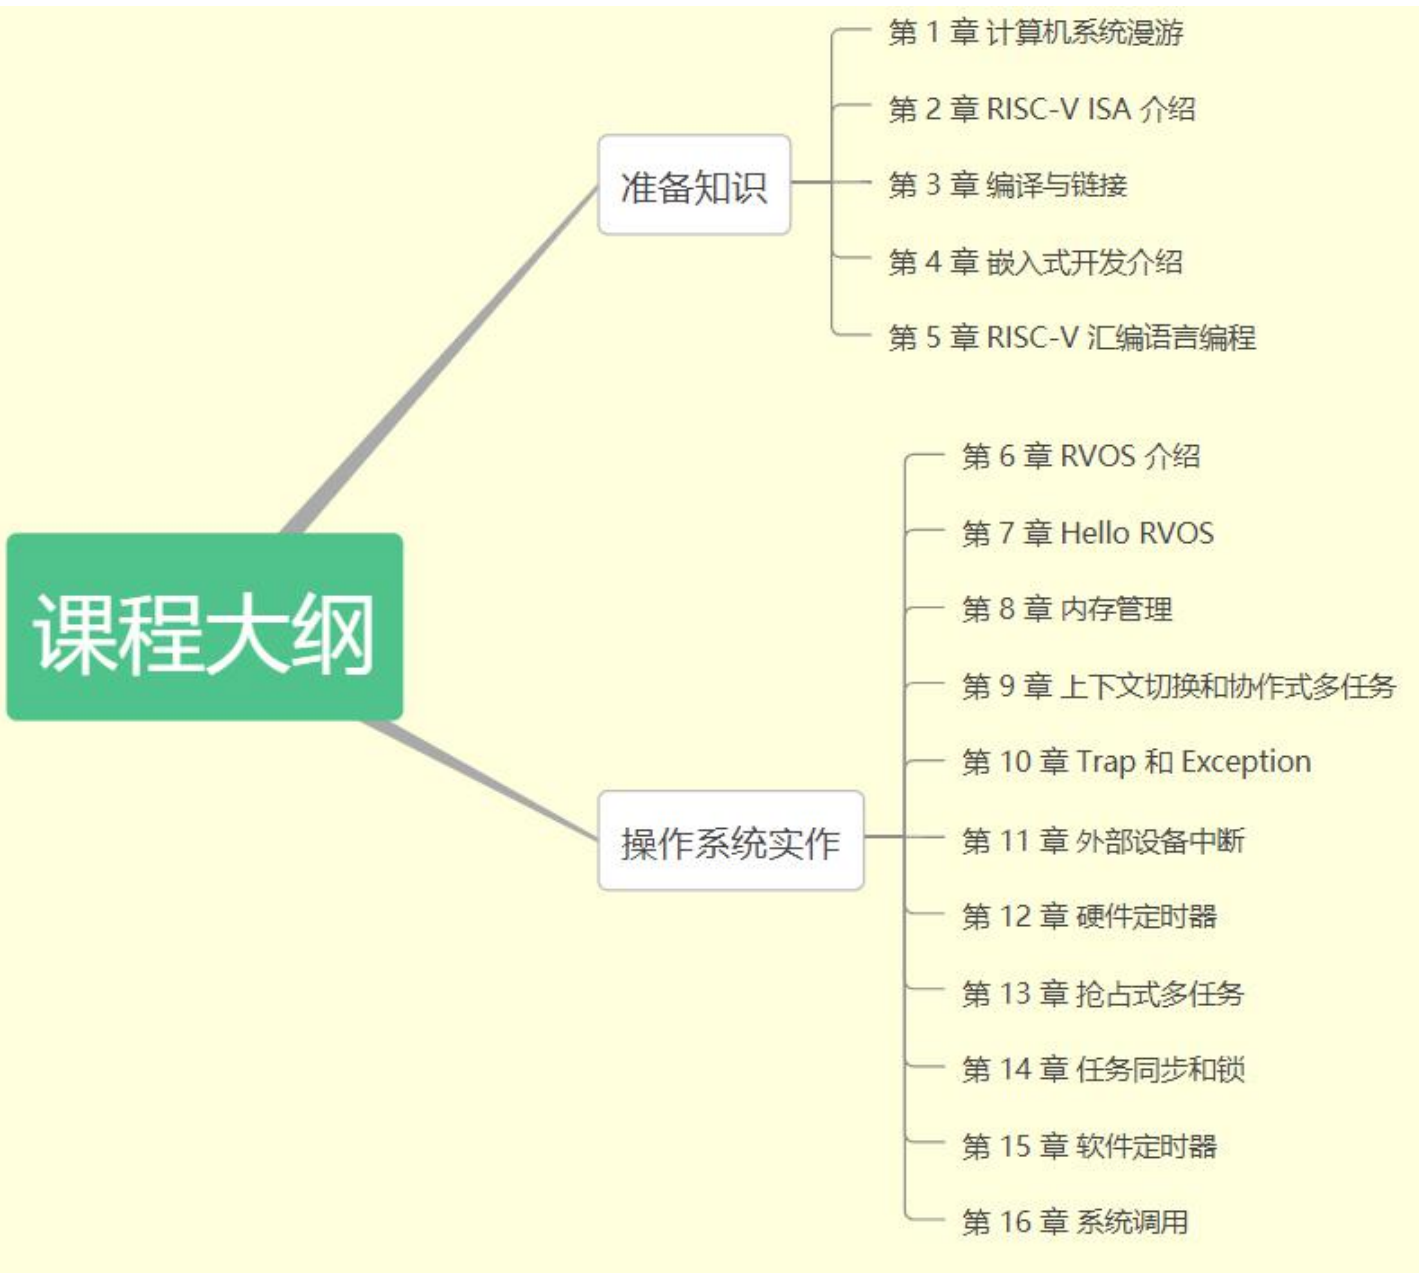 课程大纲
准备知识
第 1 章 计算机系统漫游
第 2 章 RISC-V ISA 介绍
第 3 章 编译与链接
第 4 章 嵌入式开发介绍
第 5 章 RISC-V 汇编语言编程
操作系统实作
第 6 章 RVOS 介绍
第 7 章 Hello RVOS
第 8 章 内存管理
第 9 章 上下文切换和协作式多任务
第 10 章 Trap 和 Exception
第 11 章 外部设备中断
第 12 章 硬件定时器
第 13 章 抢占式多任务
第 14 章 任务同步和锁
第 15 章 软件定时器
第 16 章 系统调用